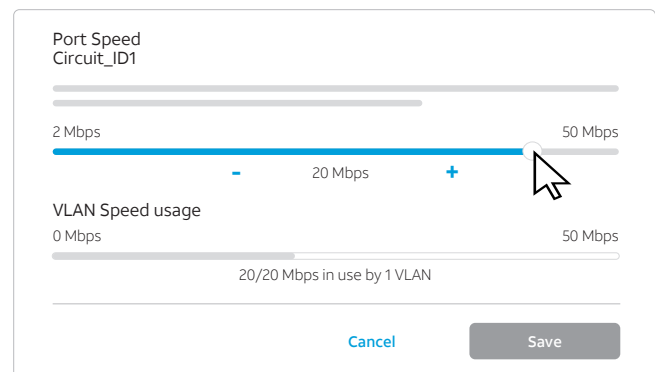 Port Speed
Circuit_ID1
2 Mbps 50 Mbps
- 20 Mbps +
VLAN Speed usage
0 Mbps 50 Mbps
20/20 Mbps in use by 1 VLAN
Cancel Save